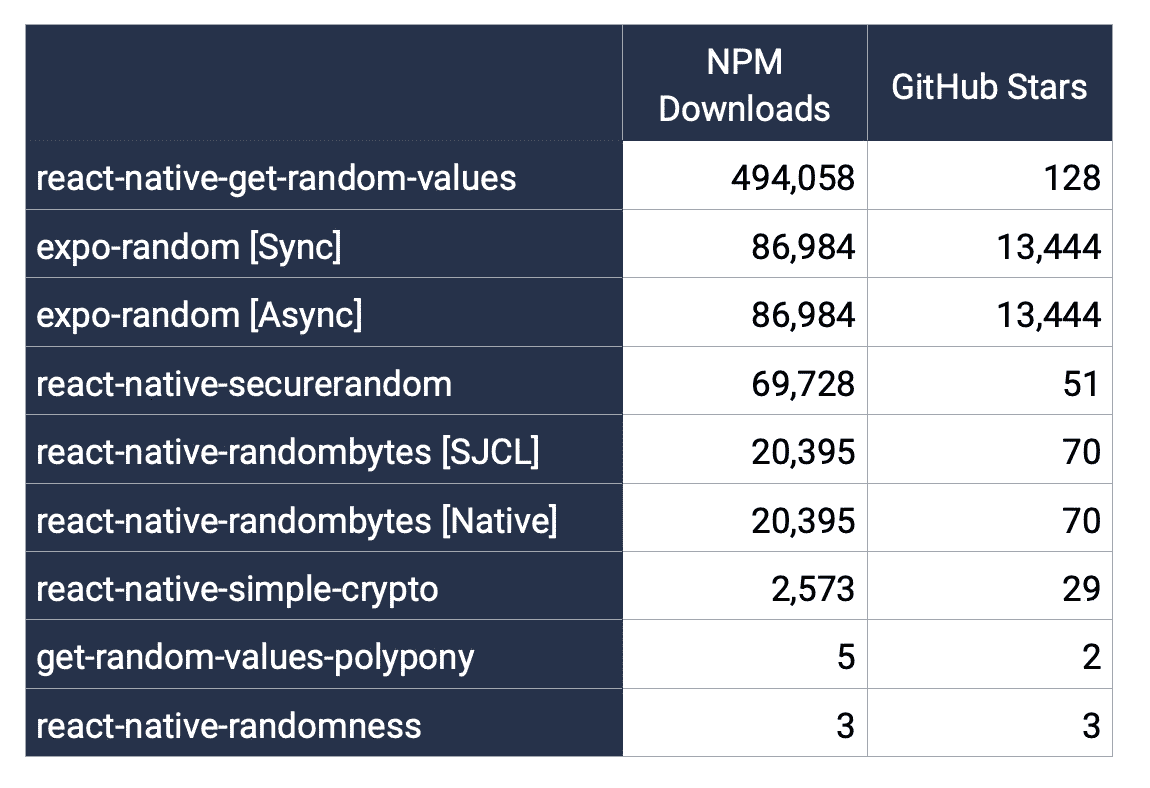 NPM
Downloads
GitHub Stars
react-native-get-random-values 494,058 128
expo-random [Sync] 86,984 13,444
expo-random [Async] 86,984 13,444
react-native-securerandom 69,728 51
react-native-randombytes [SJCL] 20,395 70
react-native-randombytes [Native] 20,395 70
react-native-simple-crypto 2,573 29
get-random-values-polypony 5 2
react-native-randomness 3 3